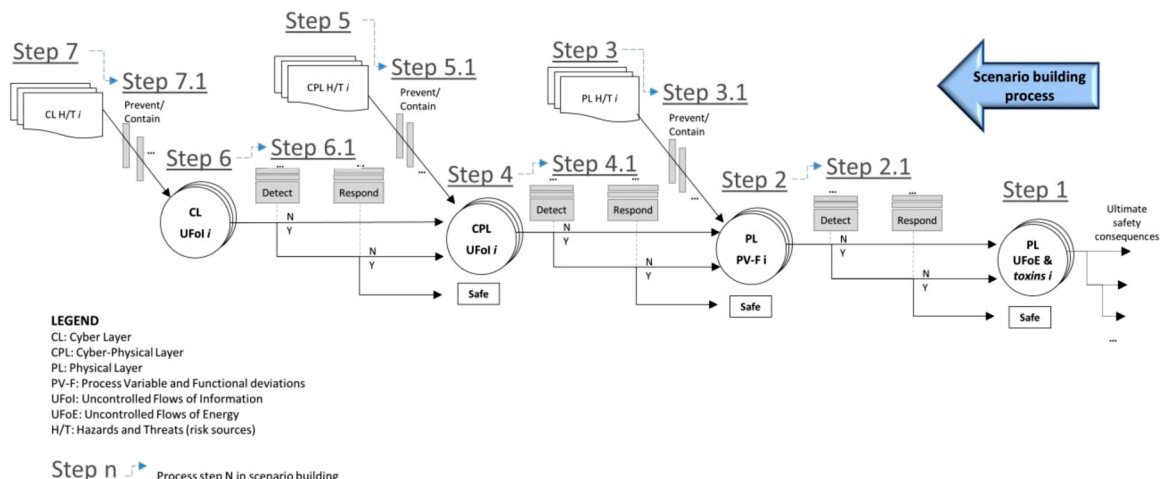 Step 7
Step 7.1
CL H/T i
Prevent/
Contain
...
Step 5
Step 5.1
CPL H/T i
Prevent/
Contain
...
Step 3
Step 3.1
PL H/T i
Prevent/
Contain
...
Scenario building
process
Step 6
Step 6.1
...
Detect
...
Respond
CL
UFoI i
N
Y
N
Y
Safe
Step 4
Step 4.1
...
Detect
...
Respond
CPL
UFoI i
N
Y
N
Y
Safe
Step 2
Step 2.1
...
Detect
...
Respond
PL
PV-F i
N
Y
N
Y
Safe
Step 1
PL
UFoE &
toxins i
Ultimate
safety
consequences
...
LEGEND
CL: Cyber Layer
CPL: Cyber-Physical Layer
PL: Physical Layer
PV-F: Process Variable and Functional deviations
UFoI: Uncontrolled Flows of Information
UFoE: Uncontrolled Flows of Energy
H/T: Hazards and Threats (risk sources)
Step n
Process step N in scenario building